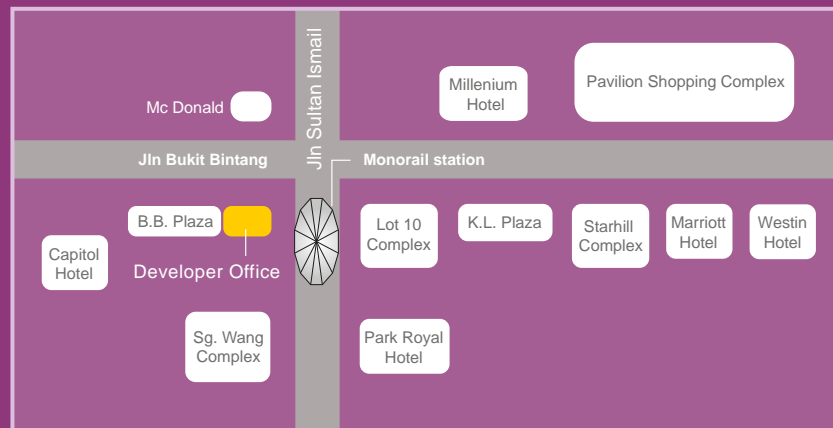 Jln Sultan Ismail
Millenium
Hotel
Pavilion Shopping Complex
Mc Donald
Jln Bukit Bintang
Monorail station
B.B. Plaza
Lot 10
Complex
K.L. Plaza
Starhill
Complex
Marriott
Hotel
Westin
Hotel
Capitol
Hotel
Developer Office
Sg. Wang
Complex
Park Royal
Hotel